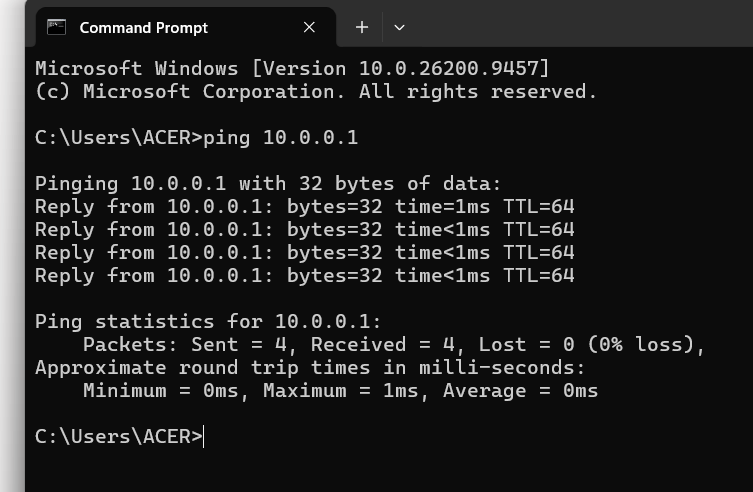 Command Prompt
Microsoft Windows [Version 10.0.26200.9457]
(c) Microsoft Corporation. All rights reserved.
C:\Users\ACER>ping 10.0.0.1
Pinging 10.0.0.1 with 32 bytes of data:
Reply from 10.0.0.1: bytes=32 time=1ms TTL=64
Reply from 10.0.0.1: bytes=32 time<1ms TTL=64
Reply from 10.0.0.1: bytes=32 time<1ms TTL=64
Reply from 10.0.0.1: bytes=32 time<1ms TTL=64
Ping statistics for 10.0.0.1:
    Packets: Sent = 4, Received = 4, Lost = 0 (0% loss),
Approximate round trip times in milli-seconds:
    Minimum = 0ms, Maximum = 1ms, Average = 0ms
C:\Users\ACER>